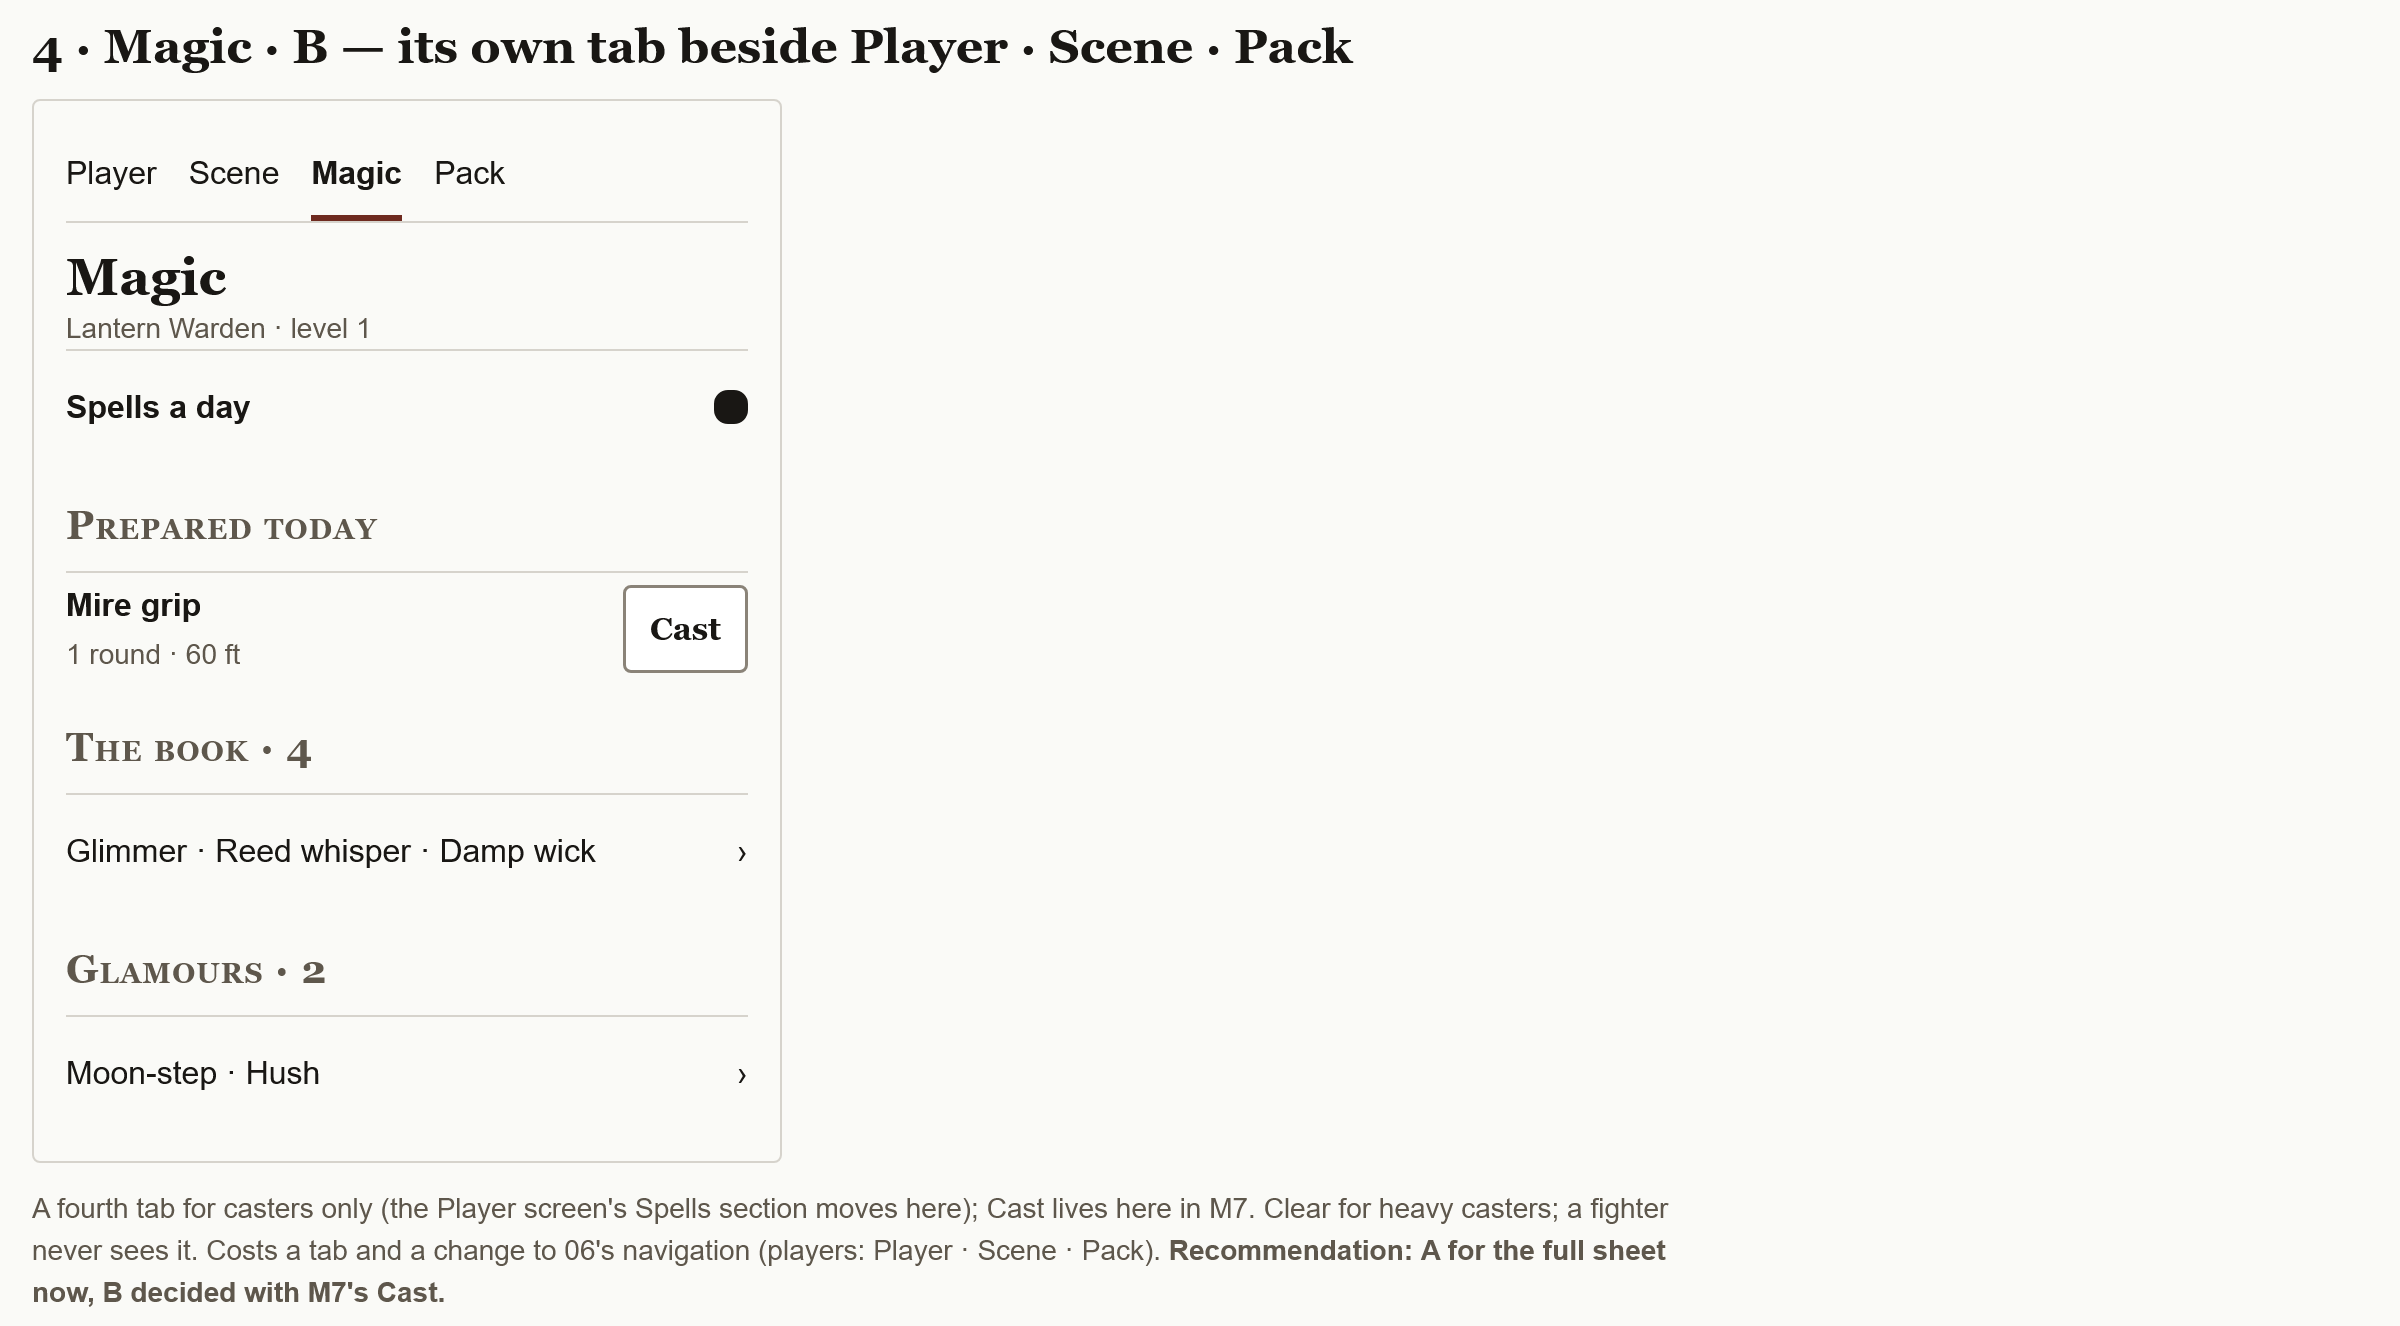 4 · Magic · B — its own tab beside Player · Scene · Pack
Player Scene Magic Pack
Magic
Lantern Warden · level 1
Spells a day
Prepared today
Mire grip
1 round · 60 ft
Cast
The book · 4
Glimmer · Reed whisper · Damp wick ›
Glamours · 2
Moon-step · Hush ›
A fourth tab for casters only (the Player screen's Spells section moves here); Cast lives here in M7. Clear for heavy casters; a fighter
never sees it. Costs a tab and a change to 06's navigation (players: Player · Scene · Pack). Recommendation: A for the full sheet
now, B decided with M7's Cast.